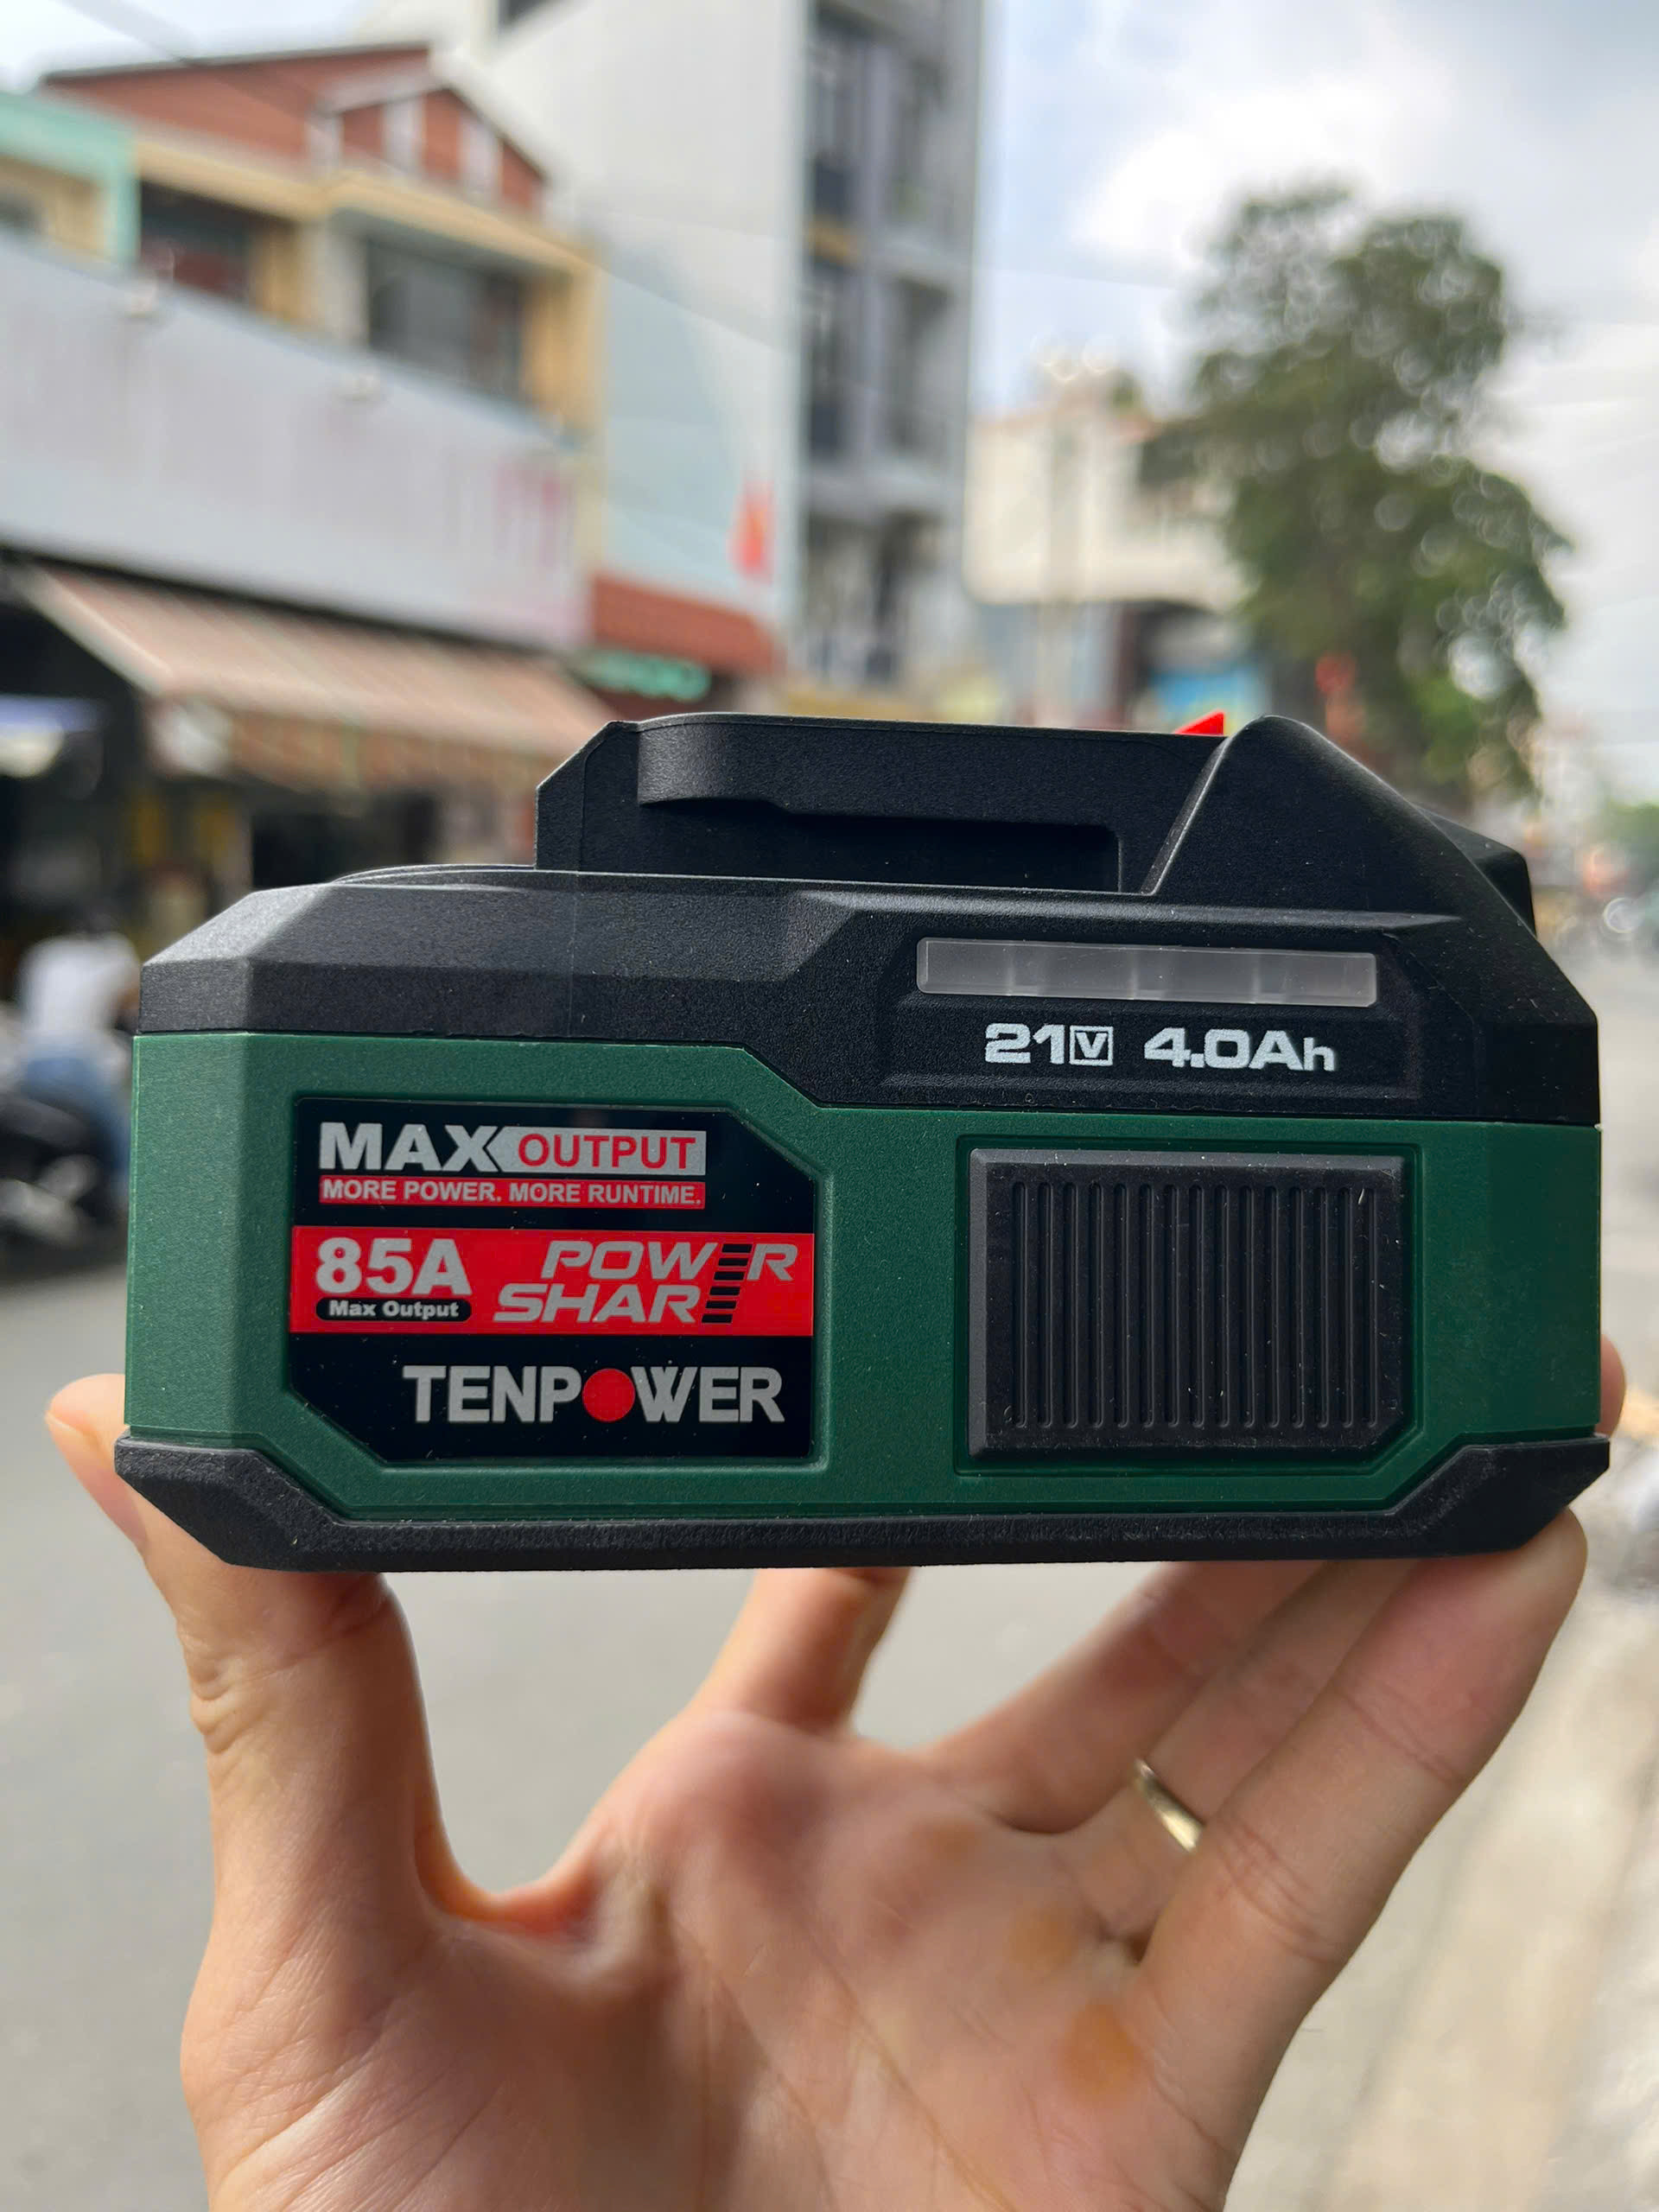 21V 4.0Ah
MAX OUTPUT
MORE POWER. MORE RUNTIME.
85A
Max Output
POWER
SHARE
TENPOWER